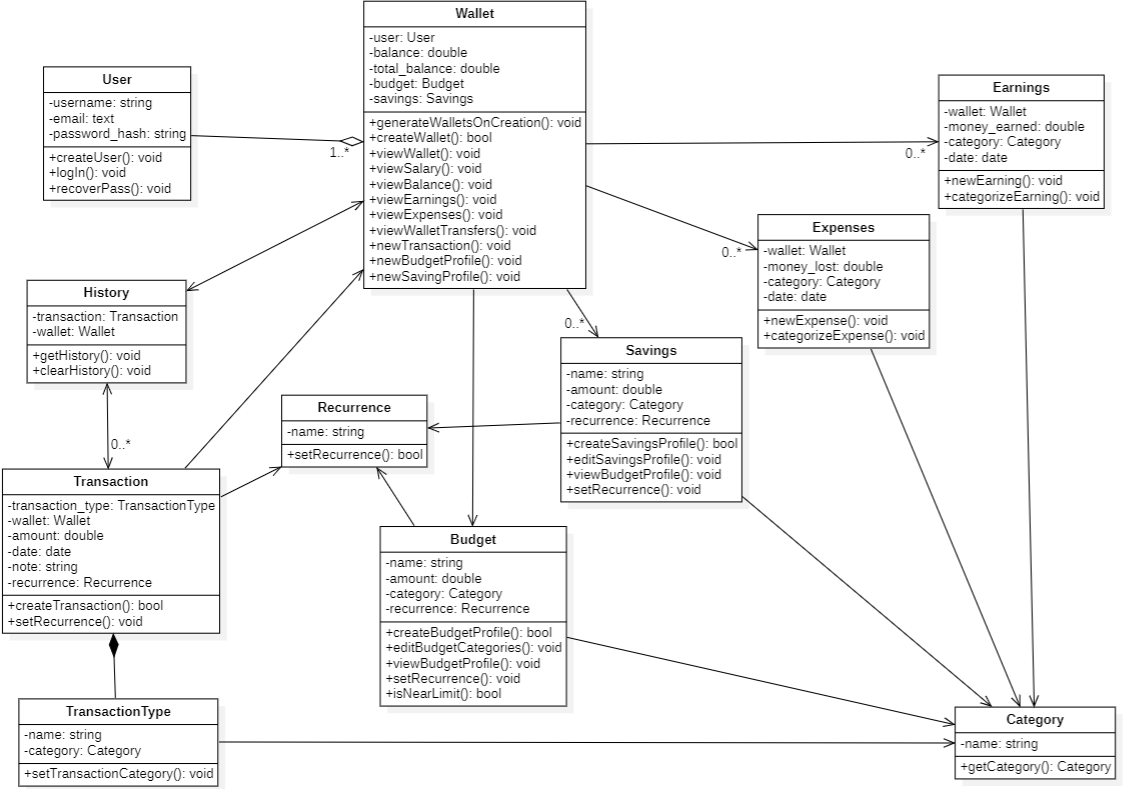 Wallet
-user: User
-balance: double
-total_balance: double
-budget: Budget
-savings: Savings
+generateWalletsOnCreation(): void
+createWallet(): bool
+viewWallet(): void
+viewSalary(): void
+viewBalance(): void
+viewEarnings(): void
+viewExpenses(): void
+viewWalletTransfers(): void
+newTransaction(): void
+newBudgetProfile(): void
+newSavingProfile(): void
User
-username: string
-email: text
-password_hash: string
+createUser(): void
+logIn(): void
+recoverPass(): void
1..*
Earnings
-wallet: Wallet
-money_earned: double
-category: Category
-date: date
+newEarning(): void
+categorizeEarning(): void
0..*
Expenses
-wallet: Wallet
-money_lost: double
-category: Category
-date: date
+newExpense(): void
+categorizeExpense(): void
0..*
History
-transaction: Transaction
-wallet: Wallet
+getHistory(): void
+clearHistory(): void
0..*
Savings
-name: string
-amount: double
-category: Category
-recurrence: Recurrence
+createSavingsProfile(): bool
+editSavingsProfile(): void
+viewBudgetProfile(): void
+setRecurrence(): void
0..*
Recurrence
-name: string
+setRecurrence(): bool
Transaction
-transaction_type: TransactionType
-wallet: Wallet
-amount: double
-date: date
-note: string
-recurrence: Recurrence
+createTransaction(): bool
+setRecurrence(): void
Budget
-name: string
-amount: double
-category: Category
-recurrence: Recurrence
+createBudgetProfile(): bool
+editBudgetCategories(): void
+viewBudgetProfile(): void
+setRecurrence(): void
+isNearLimit(): bool
TransactionType
-name: string
-category: Category
+setTransactionCategory(): void
Category
-name: string
+getCategory(): Category